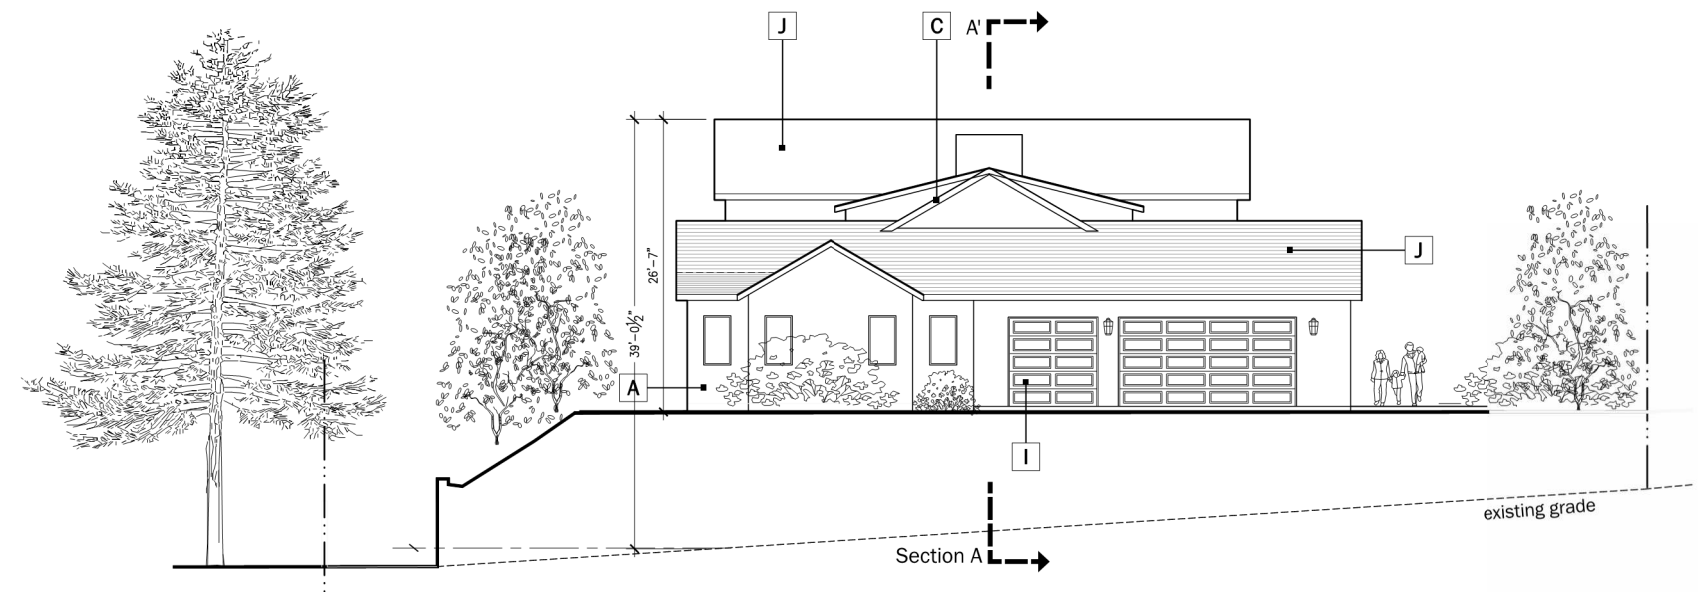 J
C
A'
J
26'-7"
39'-0½"
A
I
existing grade
Section A